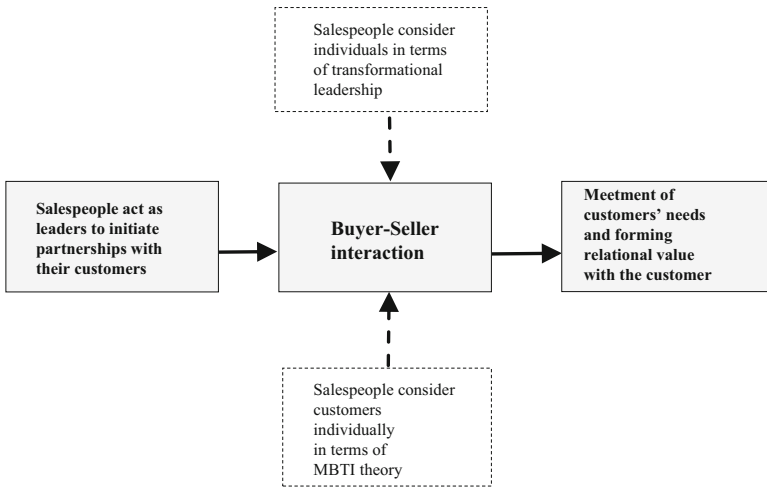 Salespeople consider
individuals in terms
of transformational
leadership
Salespeople act as
leaders to initiate
partnerships with
their customers
Buyer-Seller
interaction
Meetment of
customers’ needs
and forming
relational value
with the customer
Salespeople consider
customers
individually
in terms of
MBTI theory